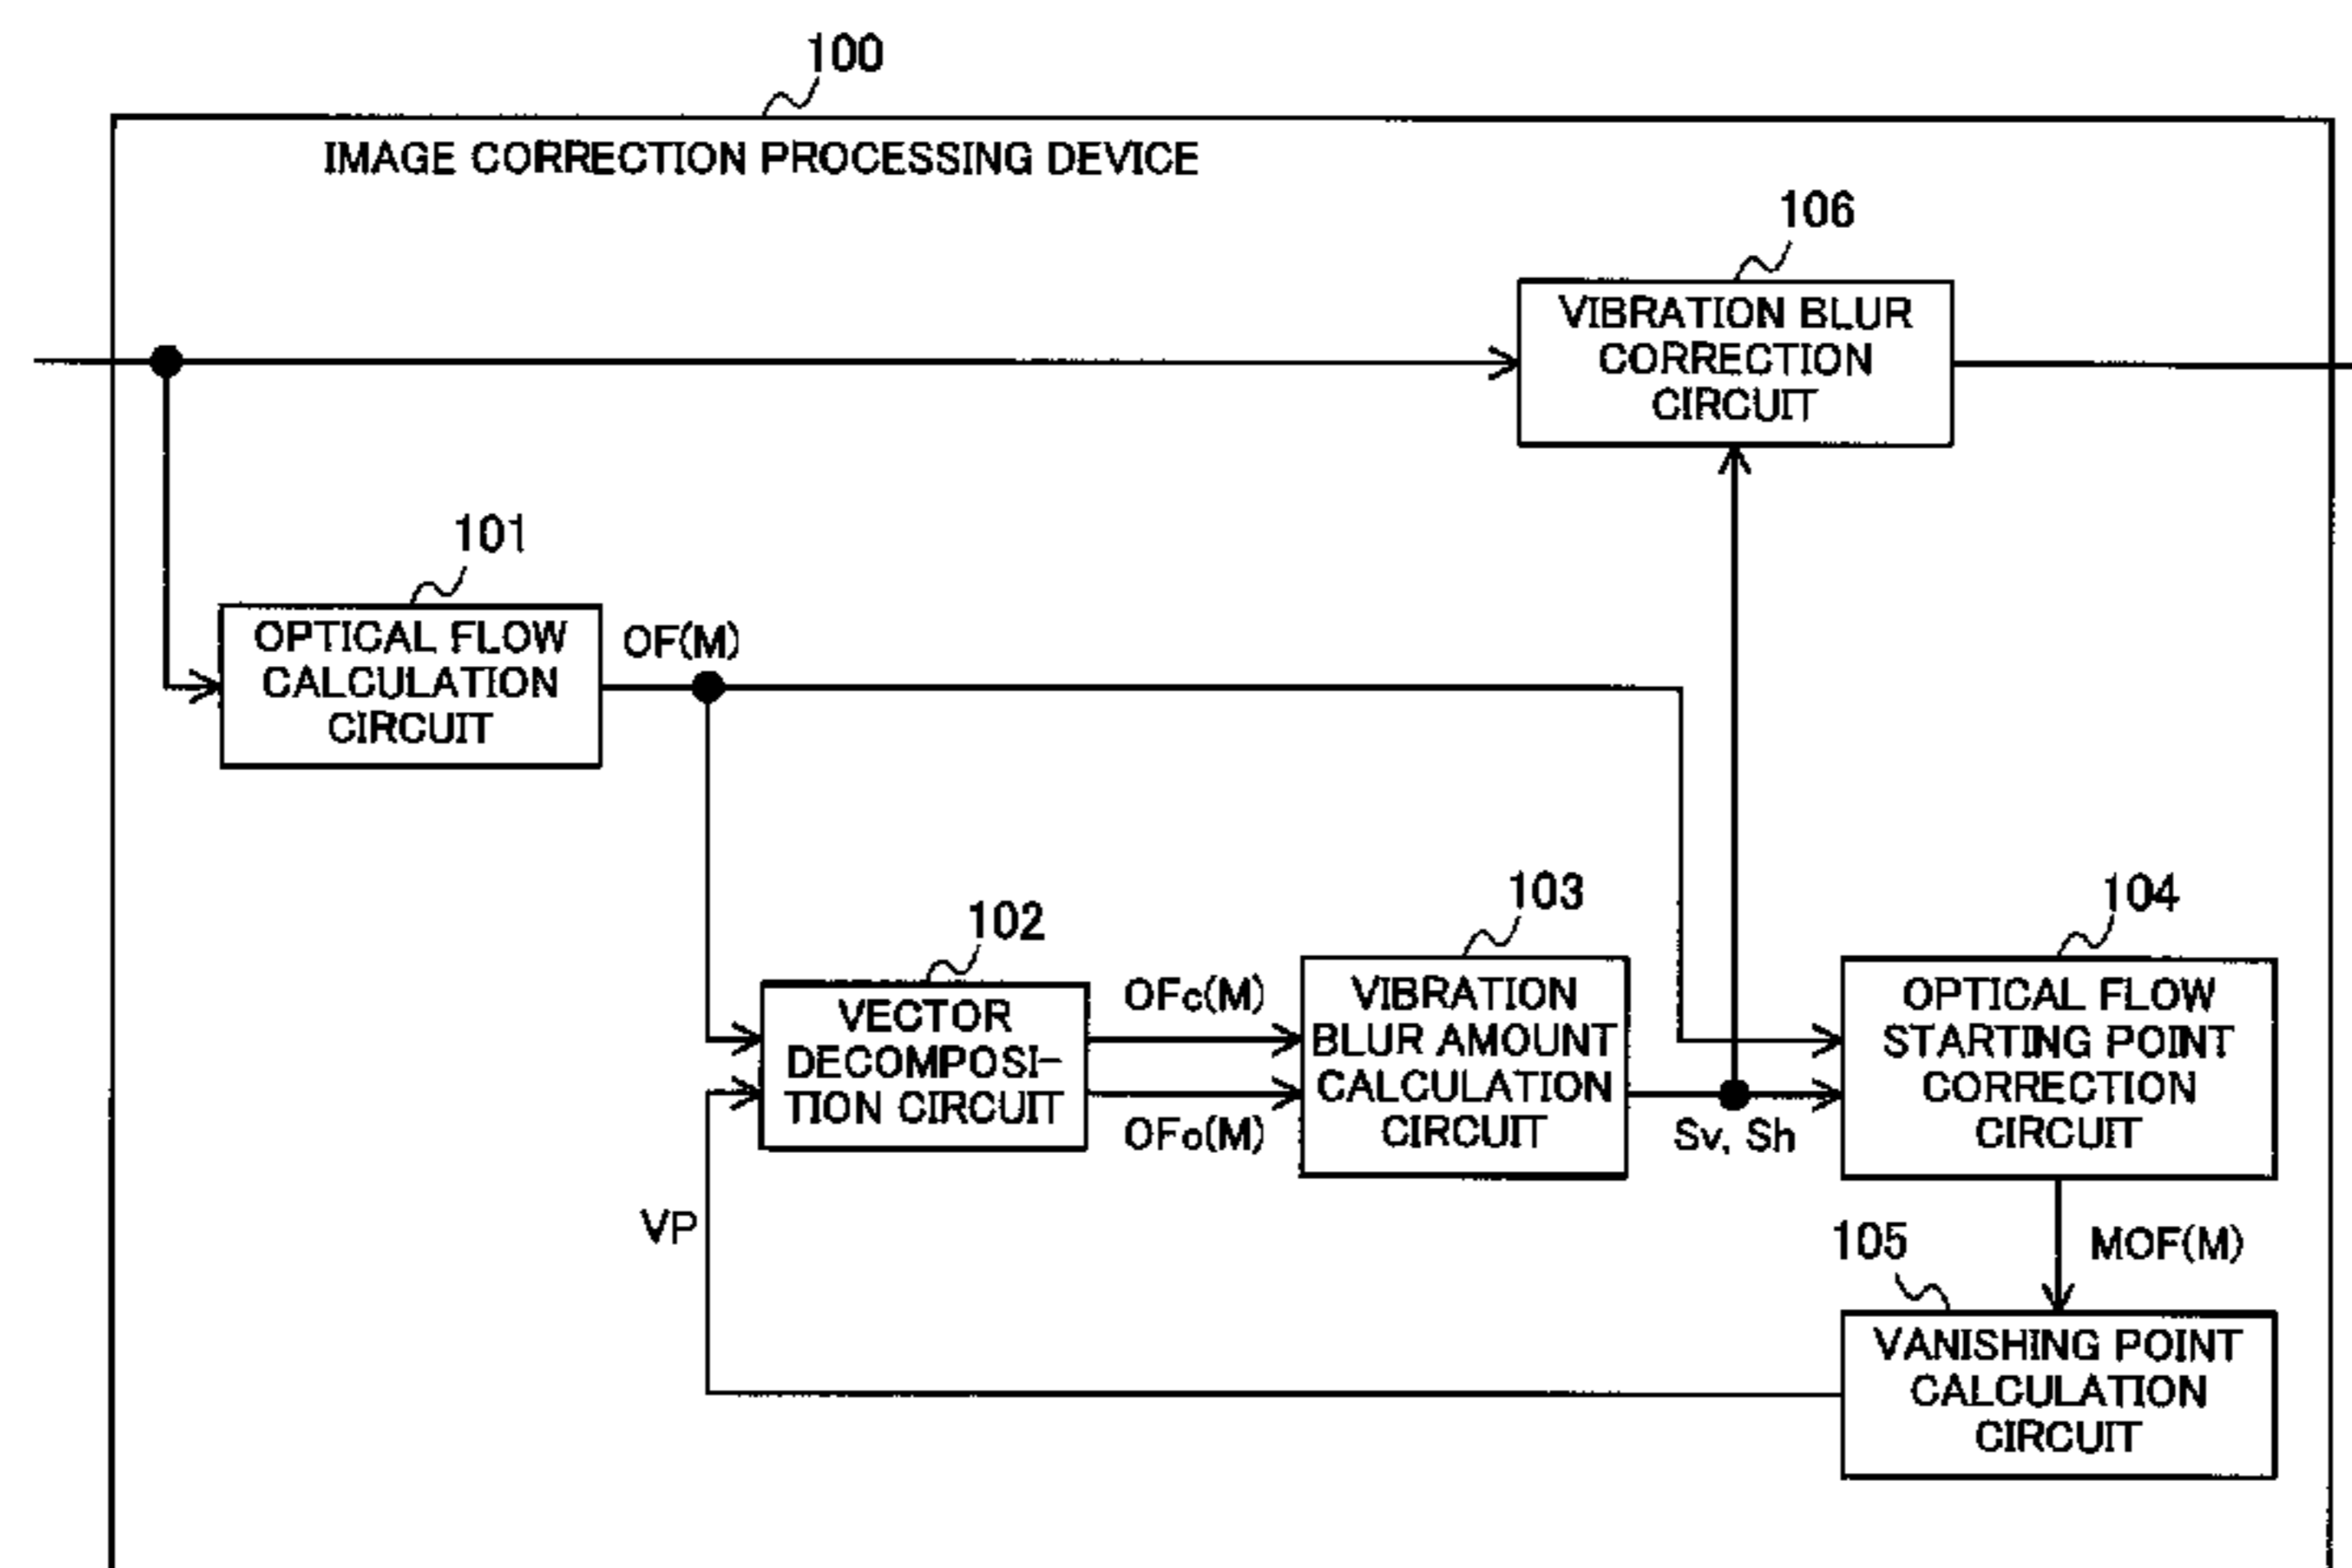 100
IMAGE CORRECTION PROCESSING DEVICE
106
VIBRATION BLUR
CORRECTION
CIRCUIT
101
OPTICAL FLOW
CALCULATION
CIRCUIT
OF(M)
102
VECTOR
DECOMPOSI-
TION CIRCUIT
OFc(M)
OFo(M)
103
VIBRATION
BLUR AMOUNT
CALCULATION
CIRCUIT
Sv, Sh
104
OPTICAL FLOW
STARTING POINT
CORRECTION
CIRCUIT
VP
105
MOF(M)
VANISHING POINT
CALCULATION
CIRCUIT